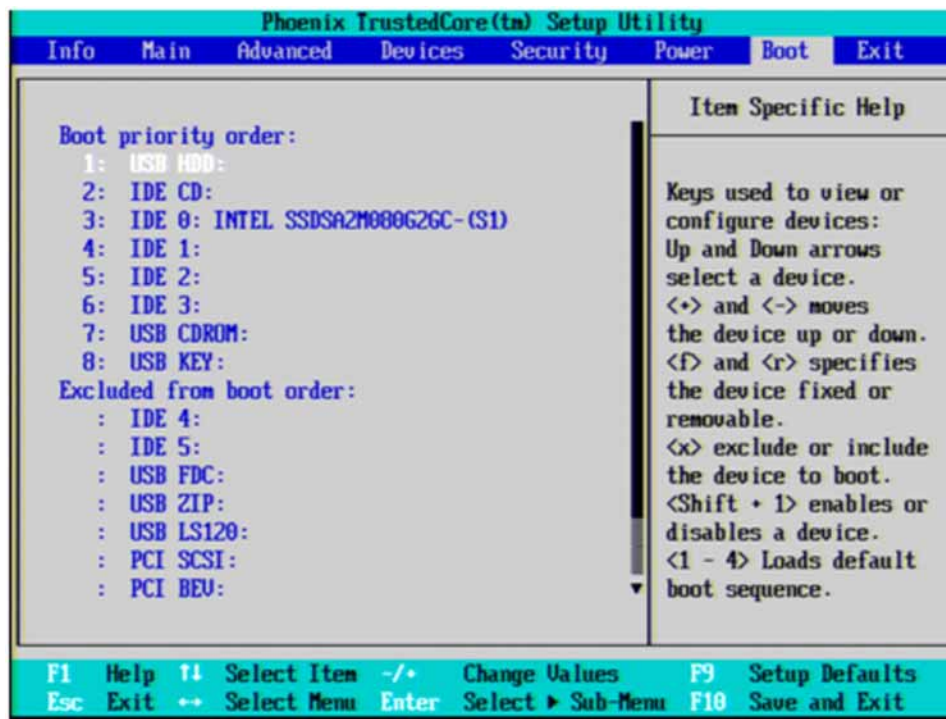 Phoenix TrustedCore(tm) Setup Utility
Info Main Advanced Devices Security Power Boot Exit
Boot priority order:
1: USB HDD:
2: IDE CD:
3: IDE 0: INTEL SSDSA2M080G2GC-(S1)
4: IDE 1:
5: IDE 2:
6: IDE 3:
7: USB CDROM:
8: USB KEY:
Excluded from boot order:
: IDE 4:
: IDE 5:
: USB FDC:
: USB ZIP:
: USB LS120:
: PCI SCSI:
: PCI BEV:
Item Specific Help
Keys used to view or
configure devices:
Up and Down arrows
select a device.
<+> and <-> moves
the device up or down.
<f> and <r> specifies
the device fixed or
removable.
<x> exclude or include
the device to boot.
<Shift + 1> enables or
disables a device.
<1 - 4> Loads default
boot sequence.
F1 Help ↑↓ Select Item -/+ Change Values F9 Setup Defaults
Esc Exit ↔ Select Menu Enter Select ▶ Sub-Menu F10 Save and Exit